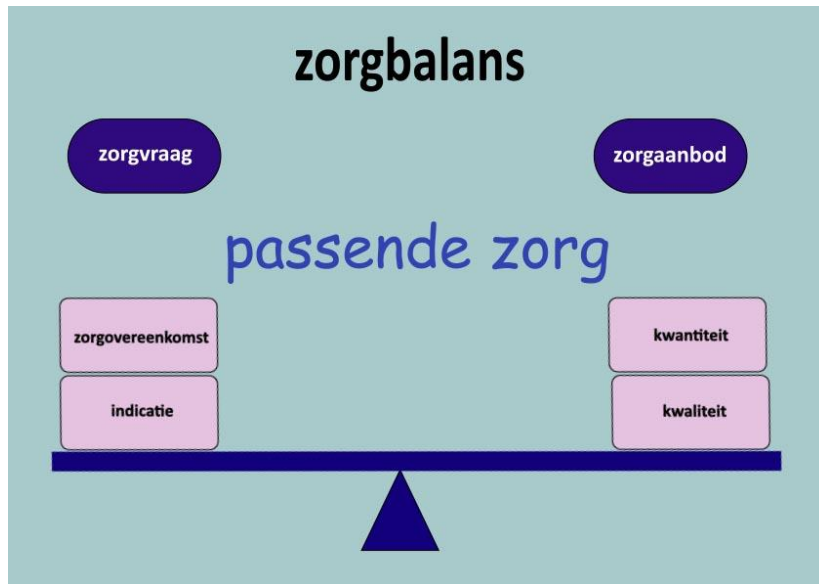 zorgbalans
zorgvraag
zorgaanbod
passende zorg
zorgovereenkomst
kwantiteit
indicatie
kwaliteit